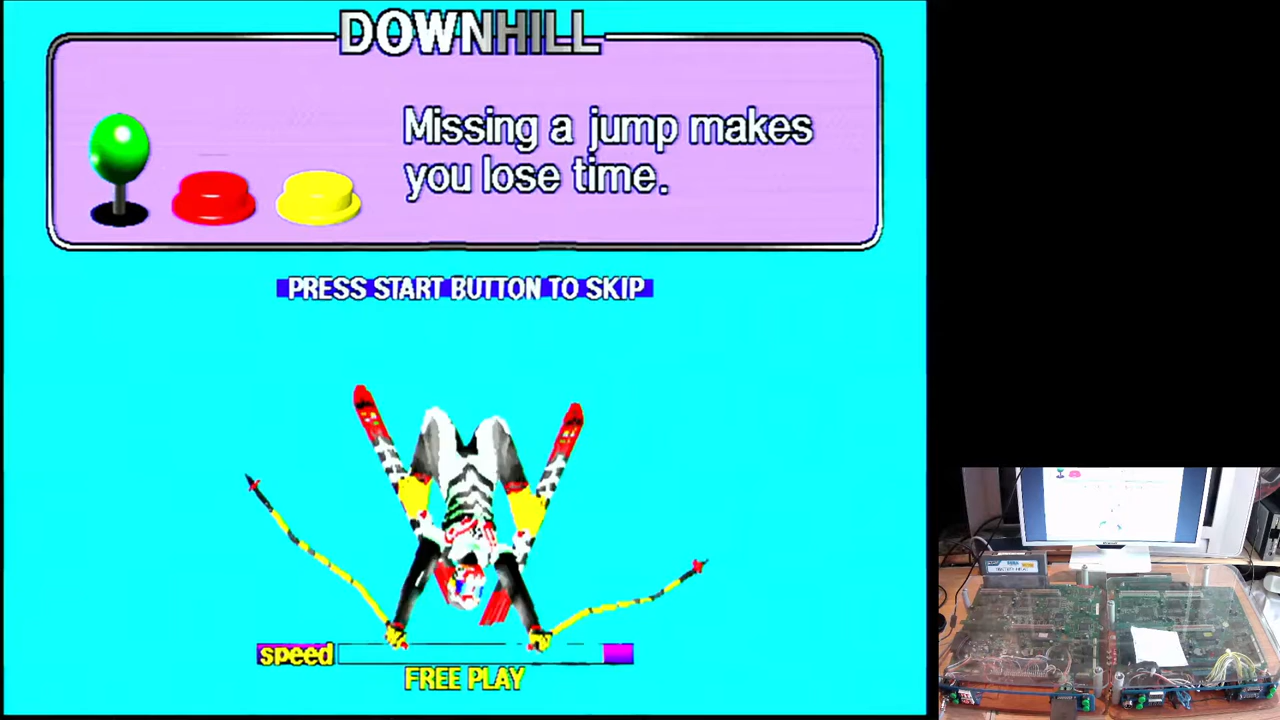 DOWNHILL
Missing a jump makes
you lose time.
PRESS START BUTTON TO SKIP
speed
FREE PLAY